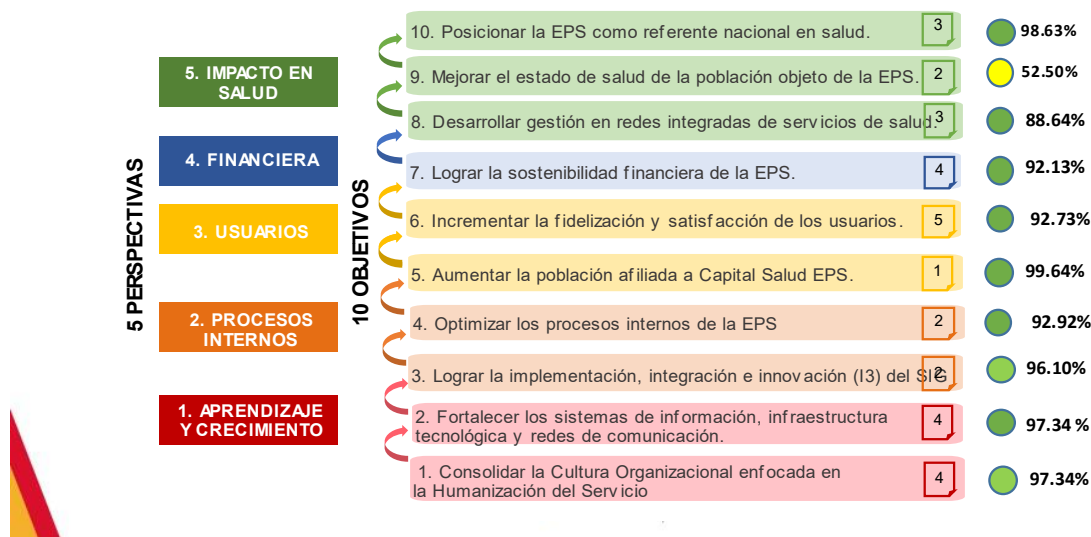 5 PERSPECTIVAS
5. IMPACTO EN
SALUD
4. FINANCIERA
3. USUARIOS
2. PROCESOS
INTERNOS
1. APRENDIZAJE
Y CRECIMIENTO
10 OBJETIVOS
10. Posicionar la EPS como referente nacional en salud. 3 98.63%
9. Mejorar el estado de salud de la población objeto de la EPS. 2 52.50%
8. Desarrollar gestión en redes integradas de servicios de salud. 3 88.64%
7. Lograr la sostenibilidad financiera de la EPS. 4 92.13%
6. Incrementar la fidelización y satisfacción de los usuarios. 5 92.73%
5. Aumentar la población afiliada a Capital Salud EPS. 1 99.64%
4. Optimizar los procesos internos de la EPS 2 92.92%
3. Lograr la implementación, integración e innovación (I3) del SIG 2 96.10%
2. Fortalecer los sistemas de información, infraestructura
tecnológica y redes de comunicación. 4 97.34 %
1. Consolidar la Cultura Organizacional enfocada en
la Humanización del Servicio 4 97.34%